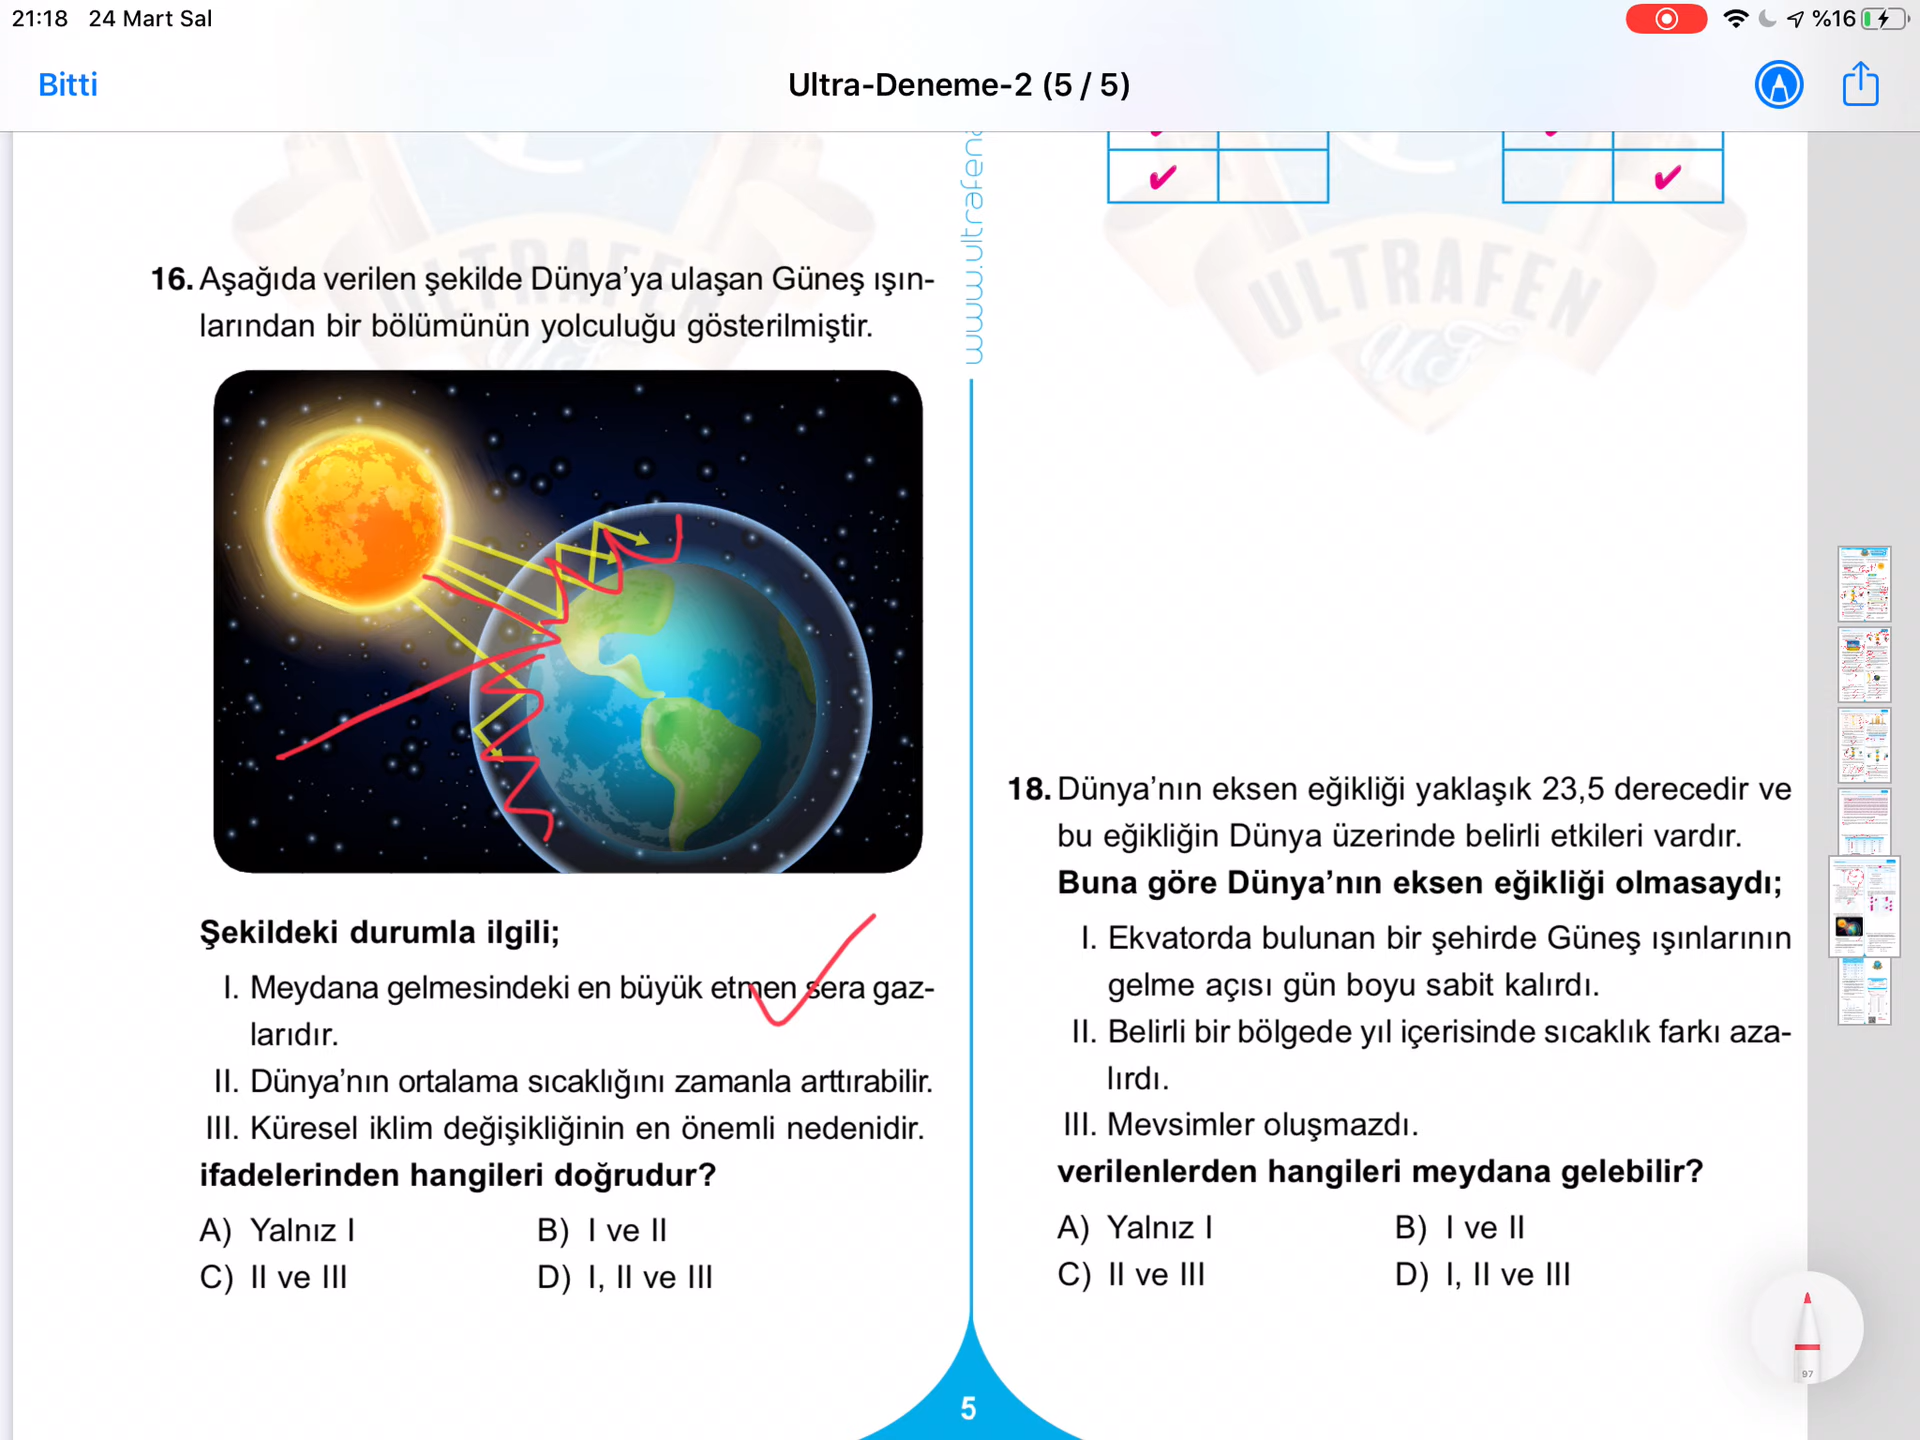 21:18 24 Mart Sal
%16
Bitti
Ultra-Deneme-2 (5 / 5)
ULTRAFEN
UF
16. Aşağıda verilen şekilde Dünya'ya ulaşan Güneş ışın-
larından bir bölümünün yolculuğu gösterilmiştir.
Şekildeki durumla ilgili;
I. Meydana gelmesindeki en büyük etmen sera gaz-
larıdır.
II. Dünya'nın ortalama sıcaklığını zamanla arttırabilir.
III. Küresel iklim değişikliğinin en önemli nedenidir.
ifadelerinden hangileri doğrudur?
A) Yalnız I B) I ve II
C) II ve III D) I, II ve III
www.ultrafen
ULTRAFEN
UF
18. Dünya'nın eksen eğikliği yaklaşık 23,5 derecedir ve
bu eğikliğin Dünya üzerinde belirli etkileri vardır.
Buna göre Dünya'nın eksen eğikliği olmasaydı;
I. Ekvatorda bulunan bir şehirde Güneş ışınlarının
gelme açısı gün boyu sabit kalırdı.
II. Belirli bir bölgede yıl içerisinde sıcaklık farkı aza-
lırdı.
III. Mevsimler oluşmazdı.
verilenlerden hangileri meydana gelebilir?
A) Yalnız I B) I ve II
C) II ve III D) I, II ve III
97
5